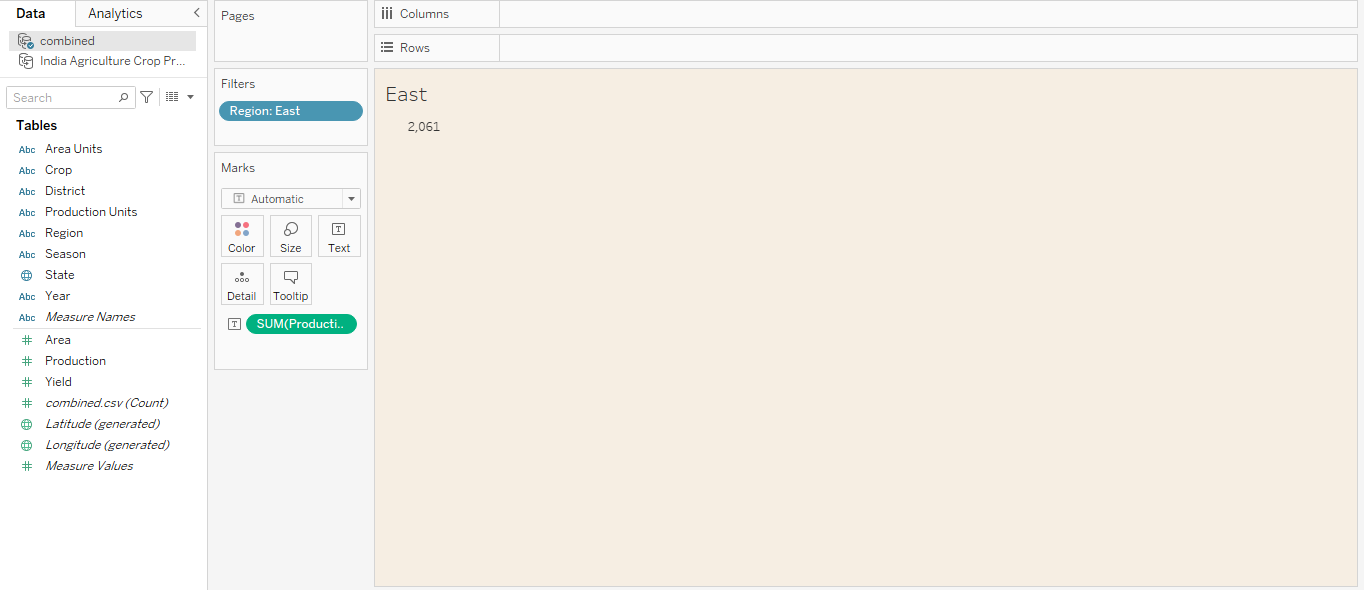 Data
Analytics
combined
India Agriculture Crop Pr...
Search
Tables
Abc Area Units
Abc Crop
Abc District
Abc Production Units
Abc Region
Abc Season
State
Abc Year
Abc Measure Names
Area
Production
Yield
combined.csv (Count)
Latitude (generated)
Longitude (generated)
Measure Values
Pages
Filters
Region: East
Marks
T Automatic
Color
Size
T
Text
Detail
Tooltip
T SUM(Producti..
Columns
Rows
East
2,061